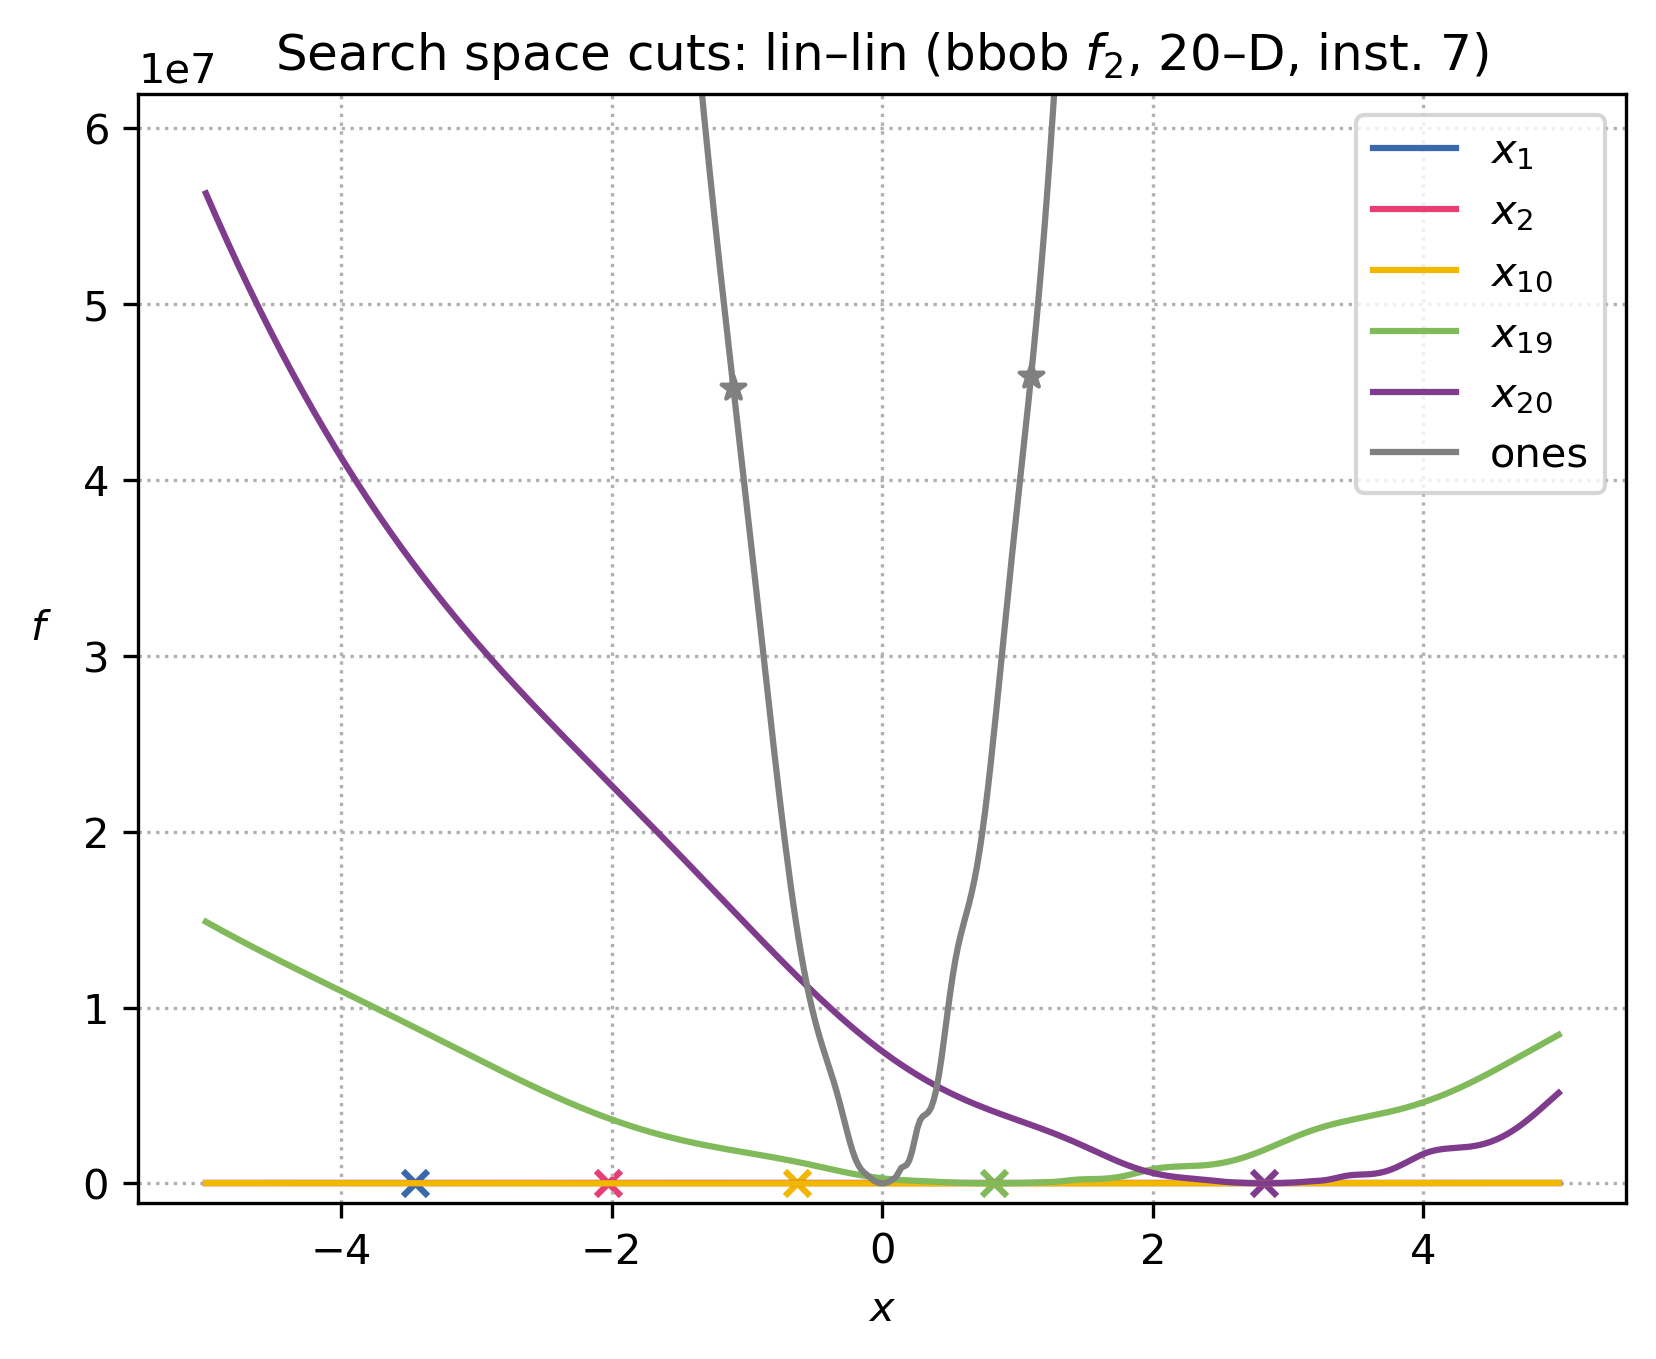 Search space cuts: lin–lin (bbob f₂, 20–D, inst. 7)
1e7
6
5
4
3
2
1
0
f
−4
−2
0
2
4
x
x₁
x₂
x₁₀
x₁₉
x₂₀
ones